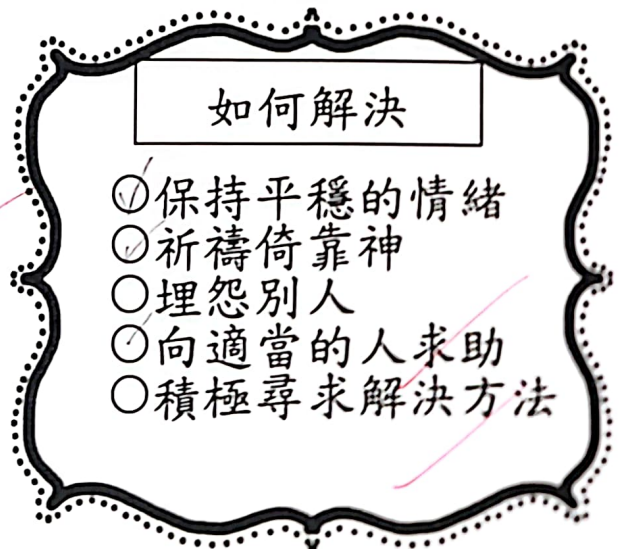 如何解決
○保持平穩的情緒
○祈禱倚靠神
○埋怨別人
○向適當的人求助
○積極尋求解決方法